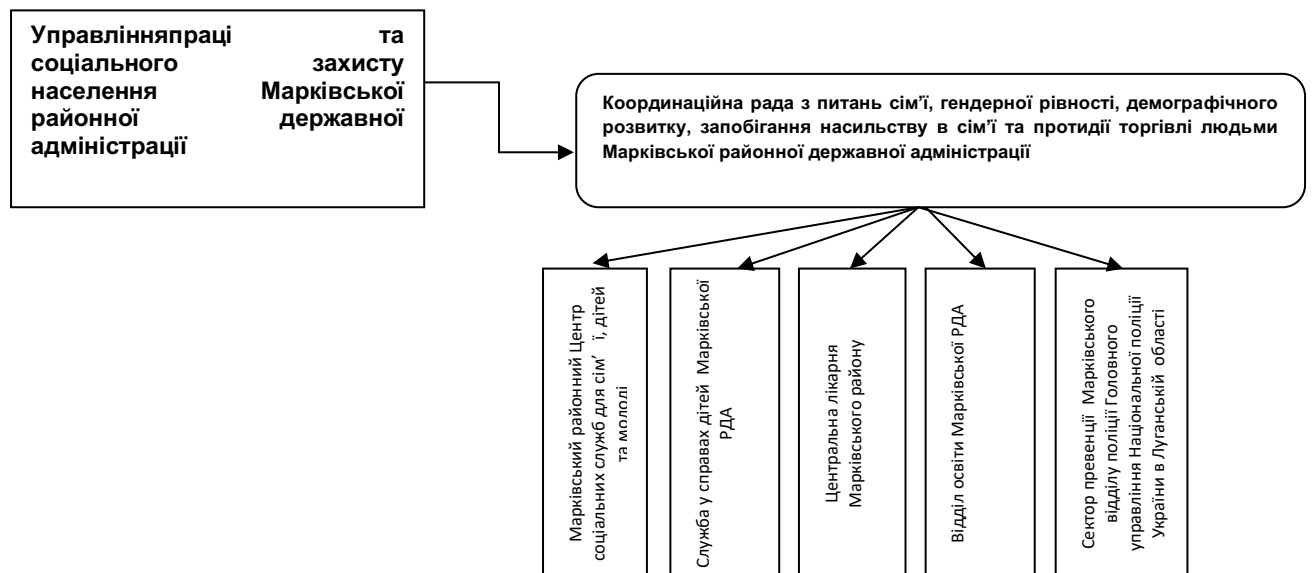 Управлінняпраці та
соціального захисту
населення Марківської
районної державної
адміністрації
Координаційна рада з питань сім’ї, гендерної рівності, демографічного
розвитку, запобігання насильству в сім’ї та протидії торгівлі людьми
Марківської районної державної адміністрації
Марківський районний Центр
соціальних служб для сім’ ї, дітей
та молоді
Служба у справах дітей Марківської
РДА
Центральна лікарня
Марківського району
Відділ освіти Марківської РДА
Сектор превенції Марківського
відділу поліції Головного
управління Національної поліції
України в Луганській області